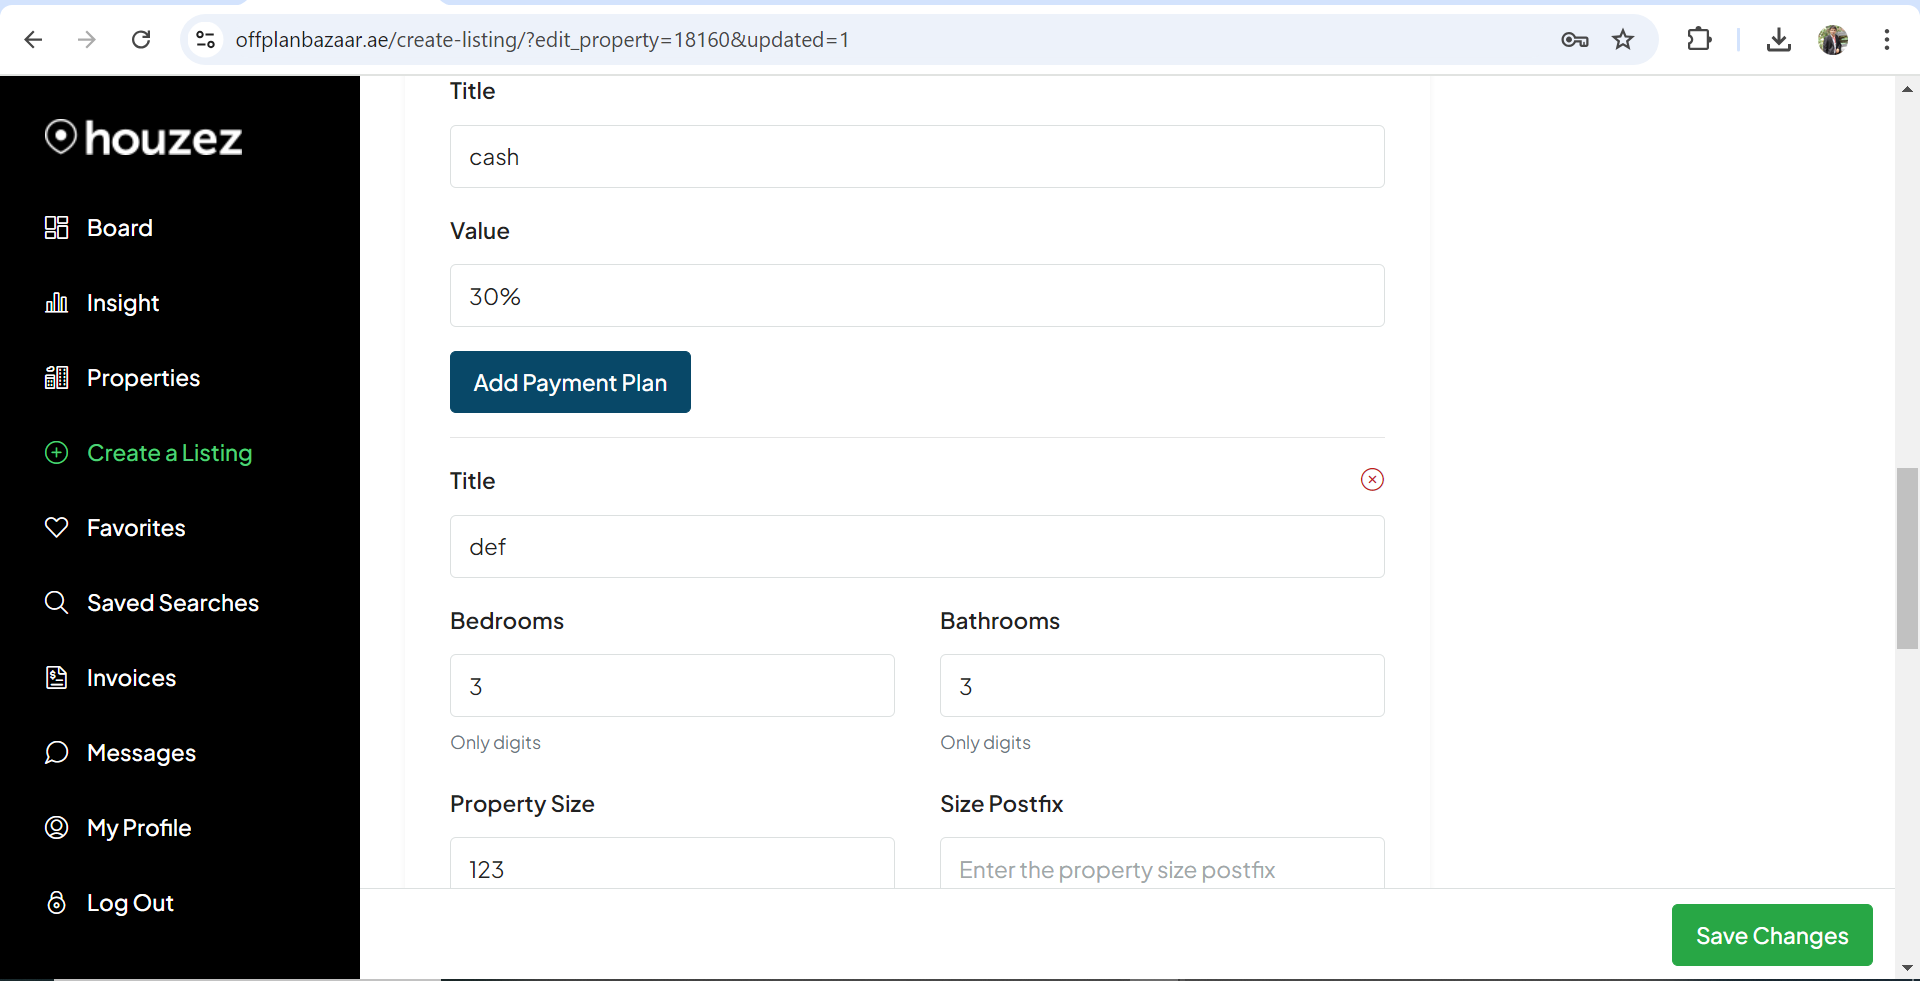 offplanbazaar.ae/create-listing/?edit_property=18160&updated=1
houzez
Board
Insight
Properties
Create a Listing
Favorites
Saved Searches
Invoices
Messages
My Profile
Log Out
Title
cash
Value
30%
Add Payment Plan
Title
def
Bedrooms Bathrooms
3 3
Only digits Only digits
Property Size Size Postfix
123 Enter the property size postfix
Save Changes